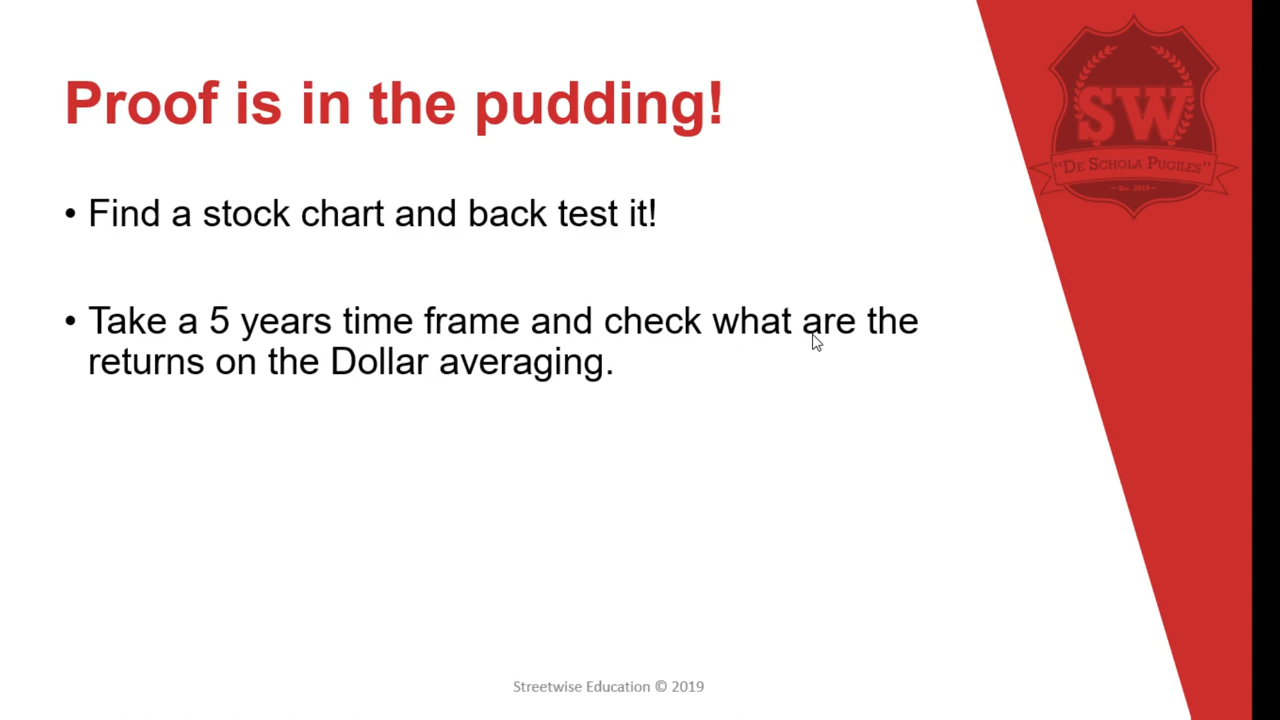 Proof is in the pudding!
• Find a stock chart and back test it!
• Take a 5 years time frame and check what are the
returns on the Dollar averaging.
SW
"De Schola Pugiles"
Streetwise Education © 2019